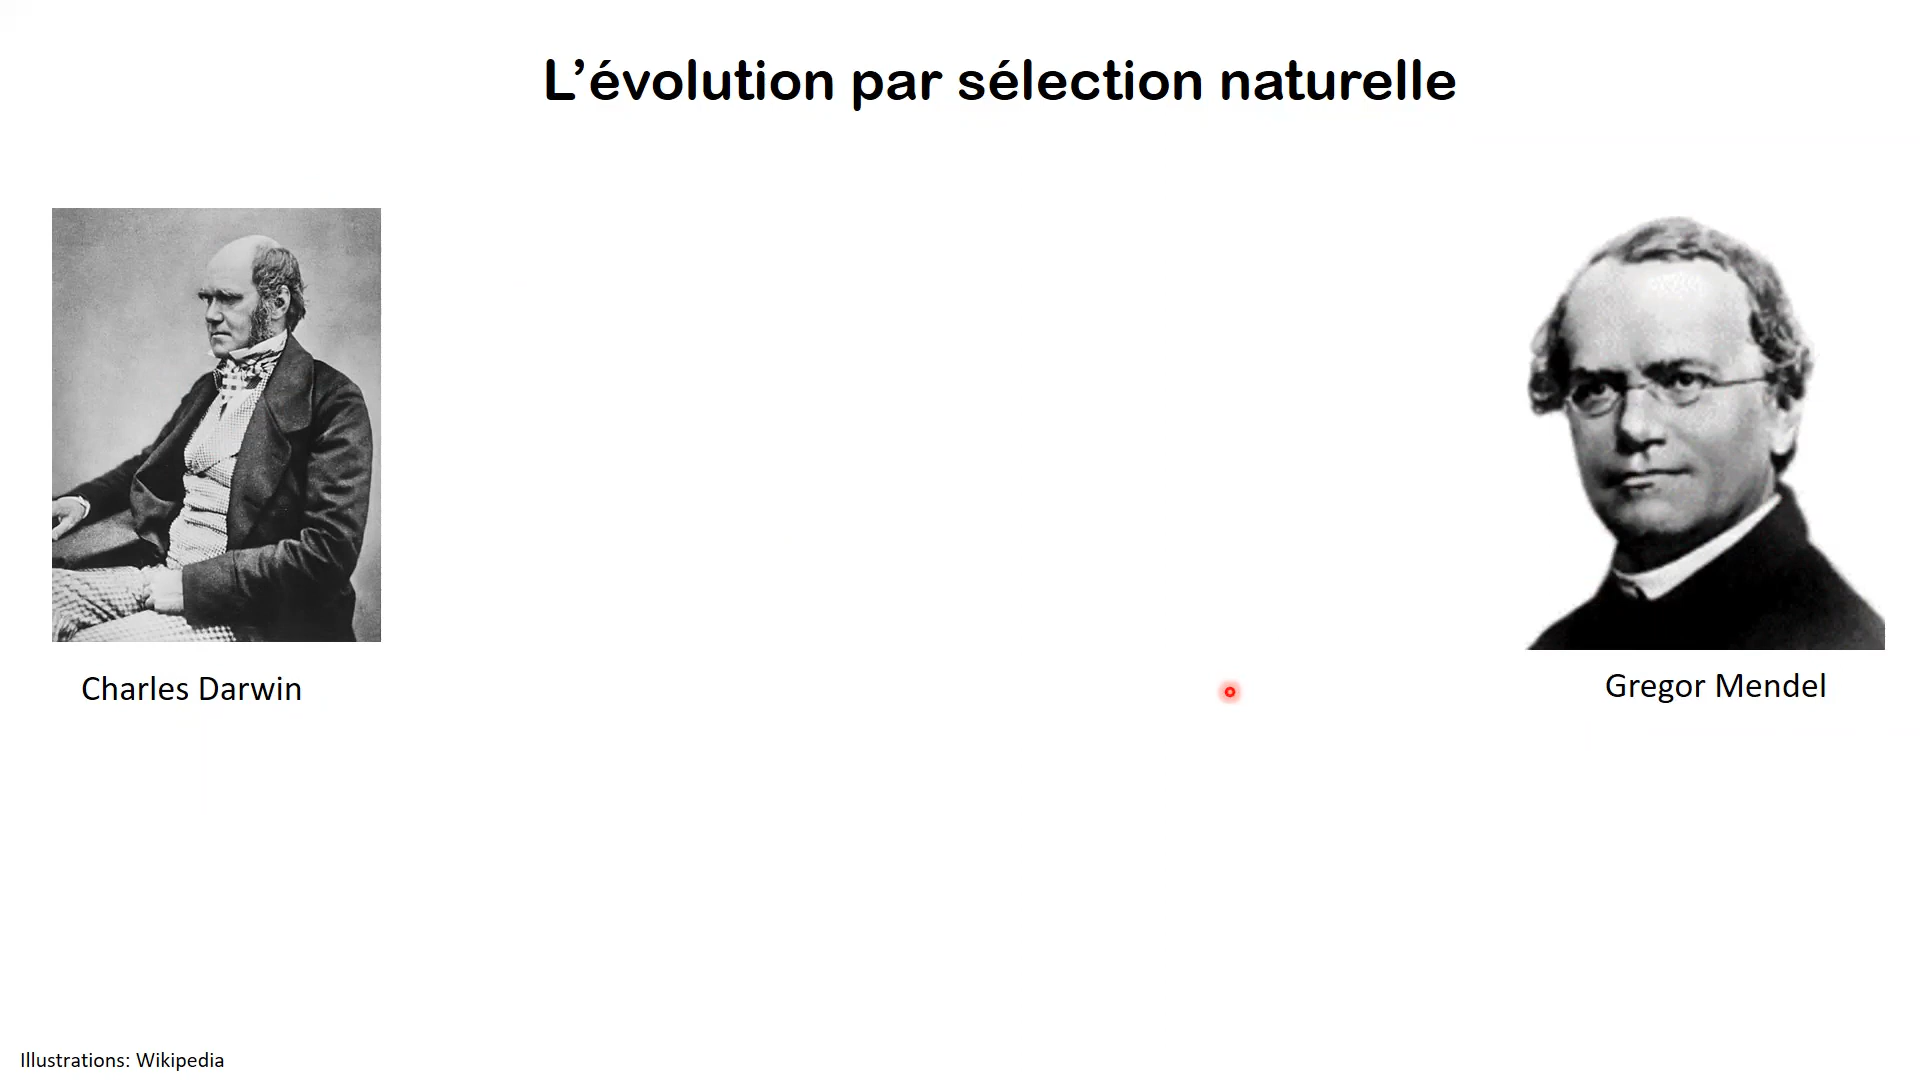 L’évolution par sélection naturelle
Charles Darwin
Gregor Mendel
Illustrations: Wikipedia